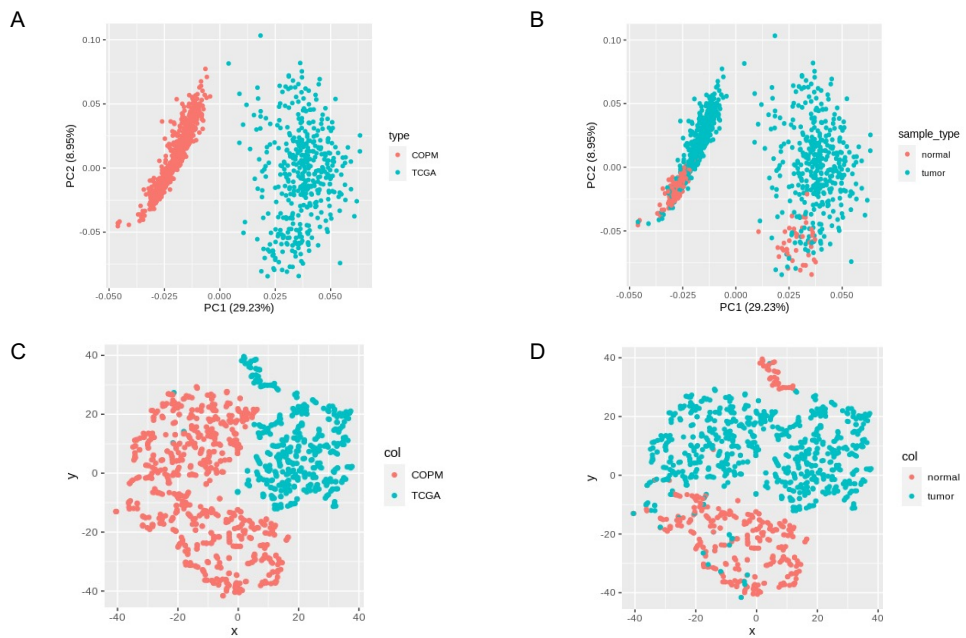 A
0.10
0.05
0.00
-0.05
PC2 (8.95%)
-0.050
-0.025
0.000
0.025
0.050
PC1 (29.23%)
type
COPM
TCGA
B
0.10
0.05
0.00
-0.05
PC2 (8.95%)
-0.050
-0.025
0.000
0.025
0.050
PC1 (29.23%)
sample_type
normal
tumor
C
40
20
0
-20
-40
y
-40
-20
0
20
40
x
col
COPM
TCGA
D
40
20
0
-20
-40
y
-40
-20
0
20
40
x
col
normal
tumor